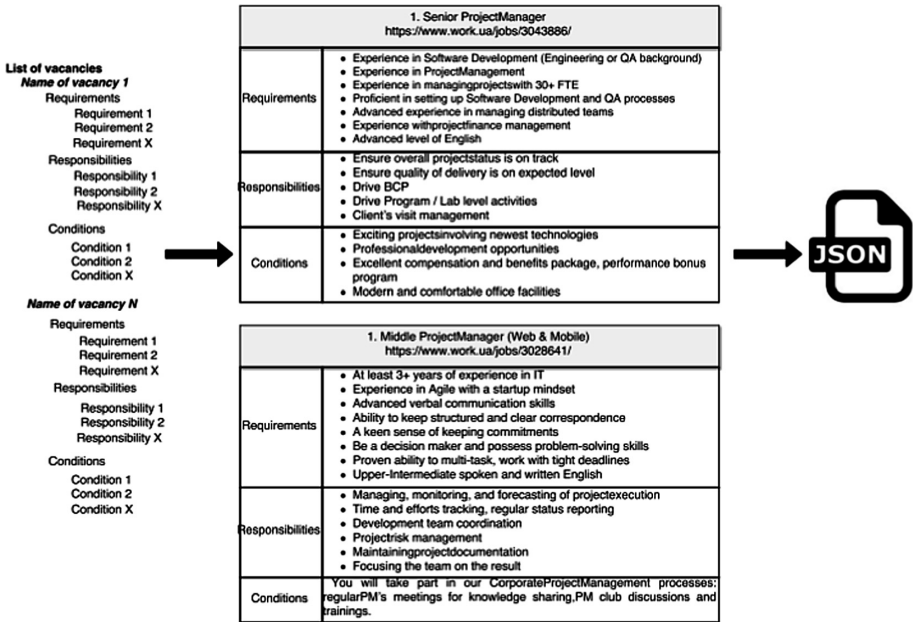 List of vacancies
Name of vacancy 1
Requirements
Requirement 1
Requirement 2
Requirement X
Responsibilities
Responsibility 1
Responsibility 2
Responsibility X
Conditions
Condition 1
Condition 2
Condition X
Name of vacancy N
Requirements
Requirement 1
Requirement 2
Requirement X
Responsibilities
Responsibility 1
Responsibility 2
Responsibility X
Conditions
Condition 1
Condition 2
Condition X
1. Senior ProjectManager
https://www.work.ua/jobs/3043886/
Requirements
• Experience in Software Development (Engineering or QA background)
• Experience in ProjectManagement
• Experience in managingprojectswith 30+ FTE
• Proficient in setting up Software Development and QA processes
• Advanced experience in managing distributed teams
• Experience withprojectfinance management
• Advanced level of English
Responsibilities
• Ensure overall projectstatus is on track
• Ensure quality of delivery is on expected level
• Drive BCP
• Drive Program / Lab level activities
• Client's visit management
Conditions
• Exciting projectsinvolving newest technologies
• Professionaldevelopment opportunities
• Excellent compensation and benefits package, performance bonus
program
• Modern and comfortable office facilities
1. Middle ProjectManager (Web & Mobile)
https://www.work.ua/jobs/3028641/
Requirements
• At least 3+ years of experience in IT
• Experience in Agile with a startup mindset
• Advanced verbal communication skills
• Ability to keep structured and clear correspondence
• A keen sense of keeping commitments
• Be a decision maker and possess problem-solving skills
• Proven ability to multi-task, work with tight deadlines
• Upper-Intermediate spoken and written English
Responsibilities
• Managing, monitoring, and forecasting of projectexecution
• Time and efforts tracking, regular status reporting
• Development team coordination
• Projectrisk management
• Maintainingprojectdocumentation
• Focusing the team on the result
Conditions
You will take part in our CorporateProjectManagement processes:
regularPM's meetings for knowledge sharing,PM club discussions and
trainings.
JSON